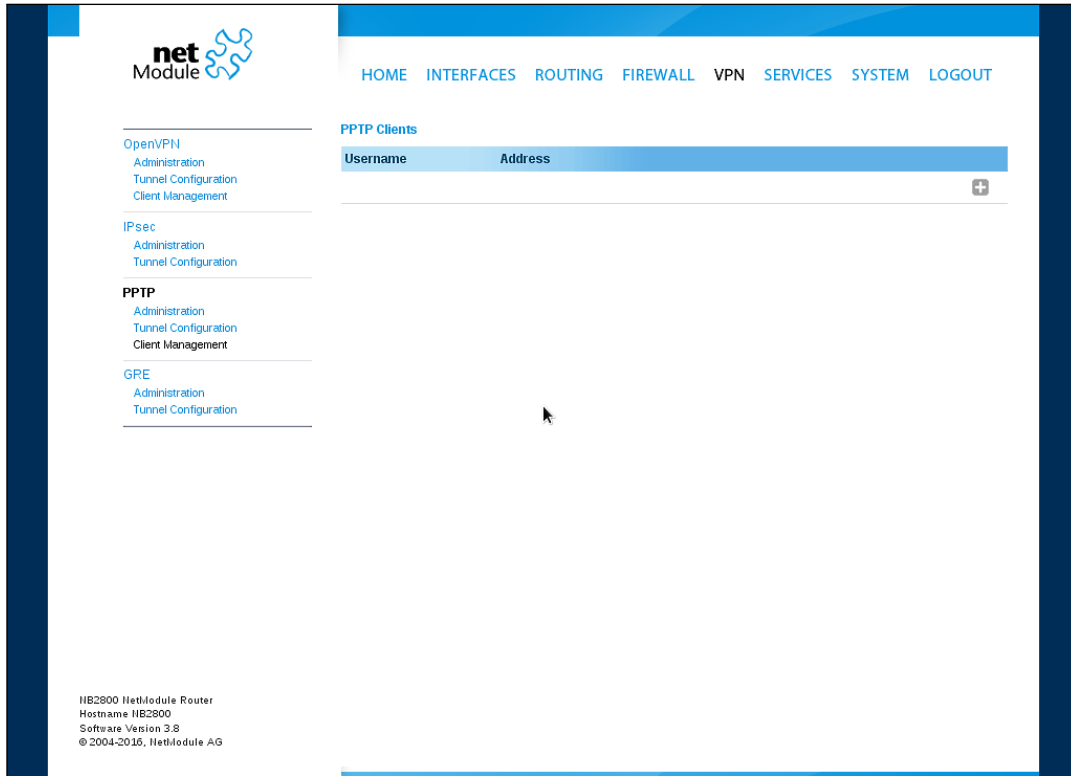 net
Module
HOME INTERFACES ROUTING FIREWALL VPN SERVICES SYSTEM LOGOUT
OpenVPN
Administration
Tunnel Configuration
Client Management
IPsec
Administration
Tunnel Configuration
PPTP
Administration
Tunnel Configuration
Client Management
GRE
Administration
Tunnel Configuration
PPTP Clients
Username Address
NB2800 NetModule Router
Hostname NB2800
Software Version 3.8
© 2004-2016, NetModule AG